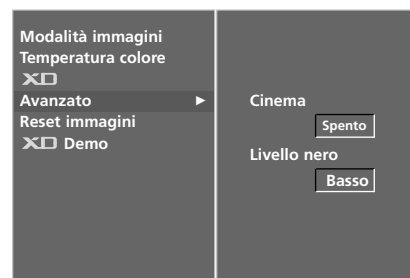 Modalità immagini
Temperatura colore
XD
Avanzato ►
Reset immagini
XD Demo
Cinema
Spento
Livello nero
Basso